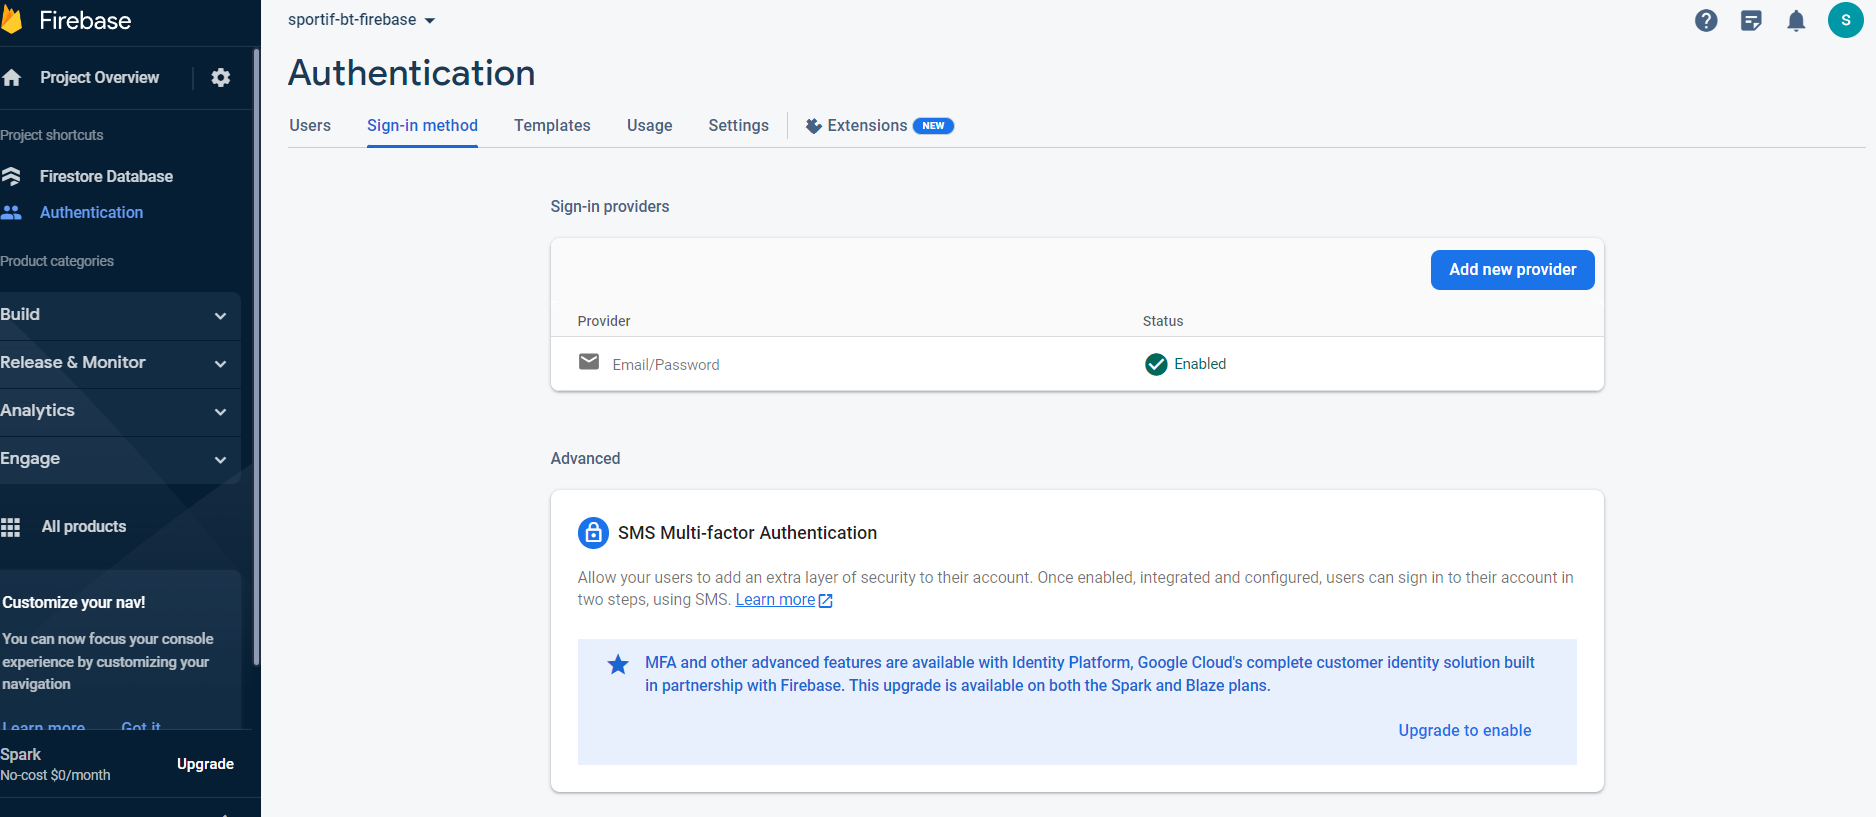 Firebase
Project Overview
Project shortcuts
Firestore Database
Authentication
Product categories
Build
Release & Monitor
Analytics
Engage
All products
Customize your nav!
You can now focus your console
experience by customizing your
navigation
Learn more Got it
Spark
No-cost $0/month
Upgrade
sportif-bt-firebase
S
Authentication
Users Sign-in method Templates Usage Settings Extensions NEW
Sign-in providers
Add new provider
Provider Status
Email/Password Enabled
Advanced
SMS Multi-factor Authentication
Allow your users to add an extra layer of security to their account. Once enabled, integrated and configured, users can sign in to their account in
two steps, using SMS. Learn more
MFA and other advanced features are available with Identity Platform, Google Cloud's complete customer identity solution built
in partnership with Firebase. This upgrade is available on both the Spark and Blaze plans.
Upgrade to enable